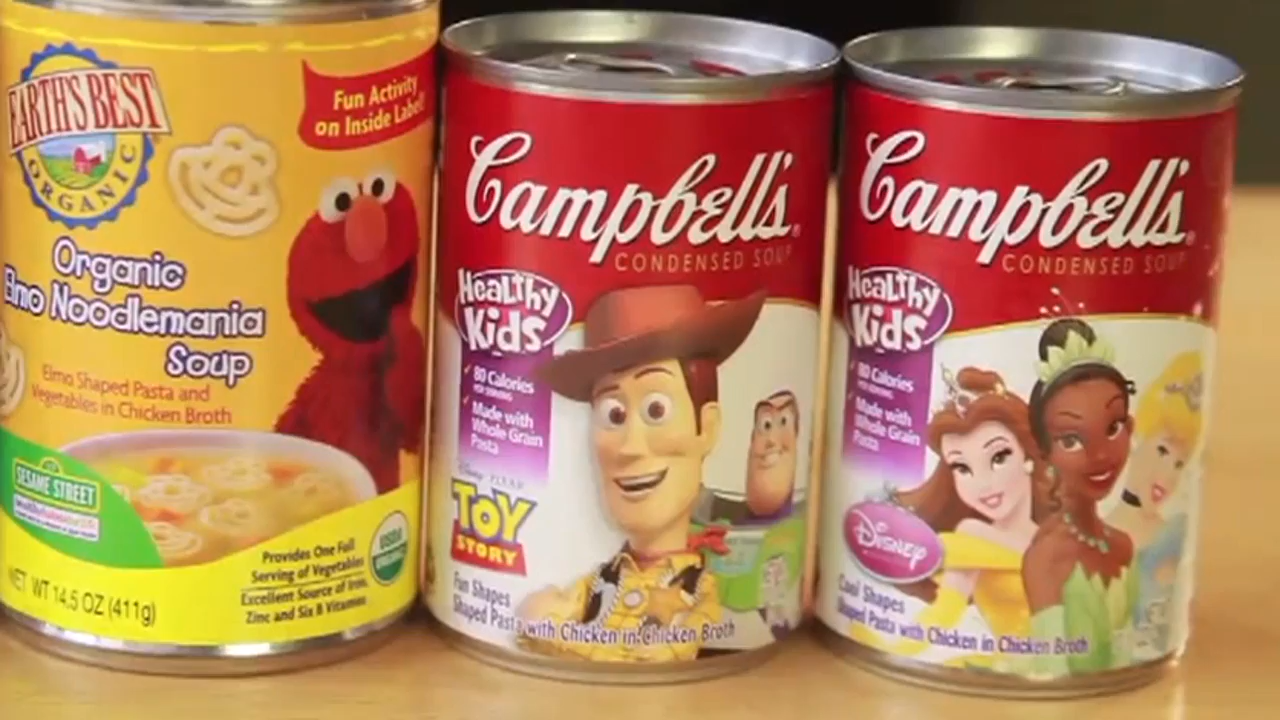 EARTH'S BEST
ORGANIC
Fun Activity
on Inside Label!
Organic
Elmo Noodlemania
Soup
Elmo Shaped Pasta and
Vegetables in Chicken Broth
SESAME STREET
USDA
ORGANIC
Provides One Full
Serving of Vegetables
Excellent Source of Iron,
Zinc and Six B Vitamins
NET WT 14.5 OZ (411g)
Campbell's
CONDENSED SOUP
HeaLTHy
KiDS
80 Calories
PER SERVING
Made with
Whole Grain
Pasta
Disney PIXAR
TOY
STORY
Fun Shapes
Shaped Pasta with Chicken in Chicken Broth
Campbell's
CONDENSED SOUP
HeaLTHy
KiDS
80 Calories
PER SERVING
Made with
Whole Grain
Pasta
Disney
Cool Shapes
Shaped Pasta with Chicken in Chicken Broth